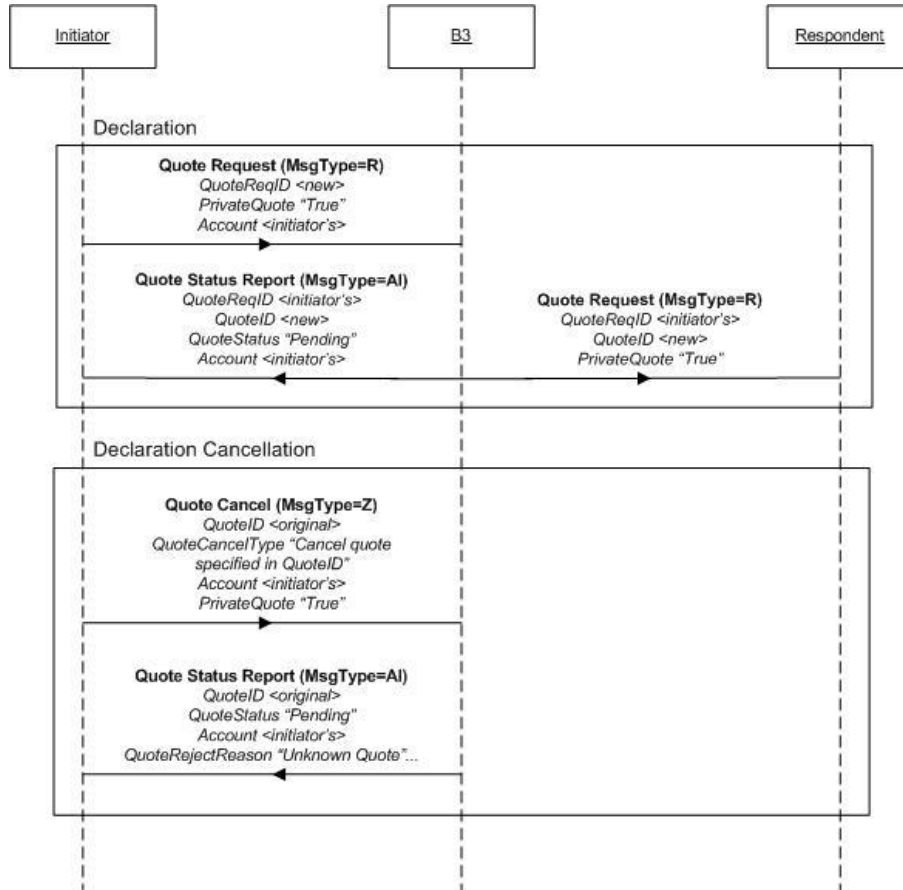 Initiator
B3
Respondent
Declaration
Quote Request (MsgType=R)
QuoteReqID <new>
PrivateQuote “True”
Account <initiator’s>
Quote Status Report (MsgType=AI)
QuoteReqID <initiator’s>
QuoteID <new>
QuoteStatus “Pending”
Account <initiator’s>
Quote Request (MsgType=R)
QuoteReqID <initiator’s>
QuoteID <new>
PrivateQuote “True”
Declaration Cancellation
Quote Cancel (MsgType=Z)
QuoteID <original>
QuoteCancelType “Cancel quote
specified in QuoteID”
Account <initiator’s>
PrivateQuote “True”
Quote Status Report (MsgType=AI)
QuoteID <original>
QuoteStatus “Pending”
Account <initiator’s>
QuoteRejectReason “Unknown Quote”...